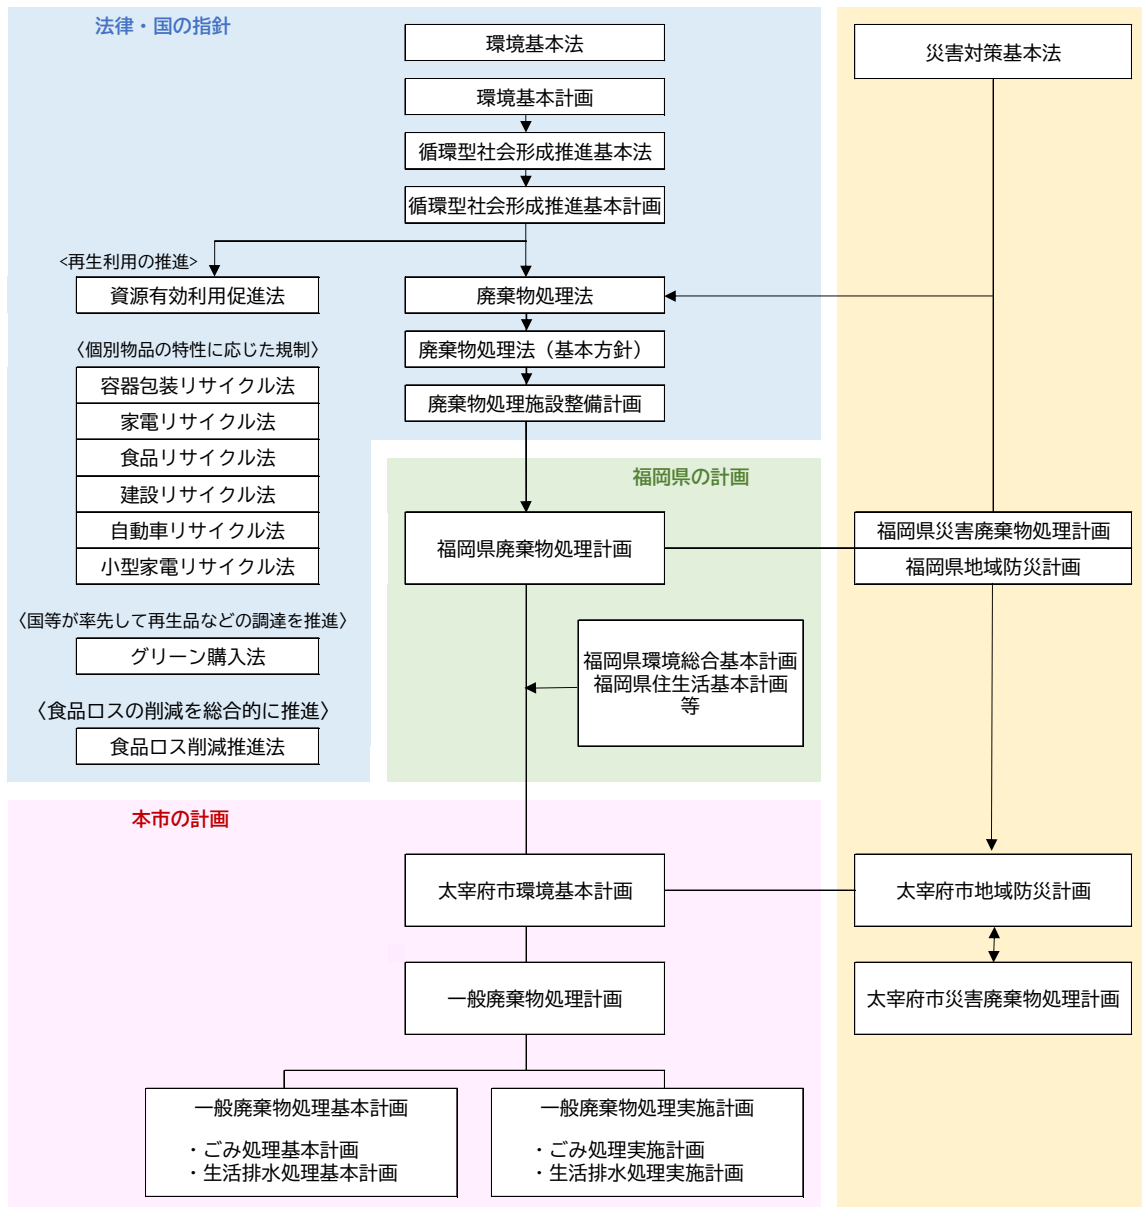 法律・国の指針
環境基本法
環境基本計画
循環型社会形成推進基本法
循環型社会形成推進基本計画
<再生利用の推進>
資源有効利用促進法
廃棄物処理法
廃棄物処理法（基本方針）
廃棄物処理施設整備計画
〈個別物品の特性に応じた規制〉
容器包装リサイクル法
家電リサイクル法
食品リサイクル法
建設リサイクル法
自動車リサイクル法
小型家電リサイクル法
〈国等が率先して再生品などの調達を推進〉
グリーン購入法
〈食品ロスの削減を総合的に推進〉
食品ロス削減推進法
福岡県の計画
福岡県廃棄物処理計画
福岡県環境総合基本計画
福岡県住生活基本計画
等
災害対策基本法
福岡県災害廃棄物処理計画
福岡県地域防災計画
本市の計画
太宰府市環境基本計画
太宰府市地域防災計画
一般廃棄物処理計画
太宰府市災害廃棄物処理計画
一般廃棄物処理基本計画
・ごみ処理基本計画
・生活排水処理基本計画
一般廃棄物処理実施計画
・ごみ処理実施計画
・生活排水処理実施計画